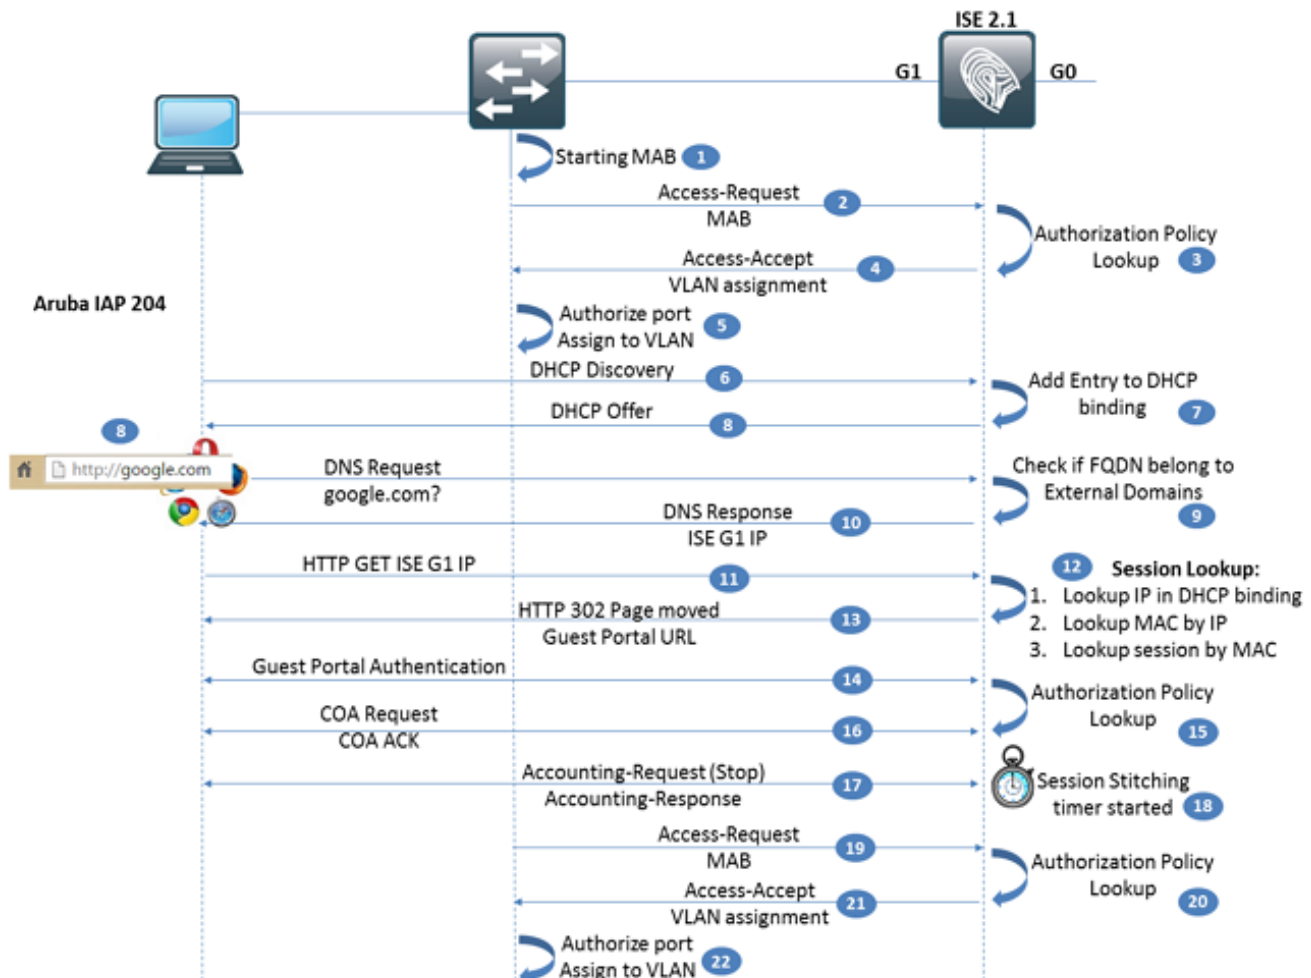 ISE 2.1
G1
G0
Starting MAB 1
Access-Request 2
MAB
Authorization Policy
Lookup 3
Access-Accept 4
VLAN assignment
Aruba IAP 204
Authorize port 5
Assign to VLAN
DHCP Discovery 6
Add Entry to DHCP
binding 7
DHCP Offer 8
8
http://google.com
DNS Request
google.com?
Check if FQDN belong to
External Domains
9
DNS Response 10
ISE G1 IP
HTTP GET ISE G1 IP 11
12 Session Lookup:
1. Lookup IP in DHCP binding
2. Lookup MAC by IP
3. Lookup session by MAC
HTTP 302 Page moved 13
Guest Portal URL
Guest Portal Authentication 14
Authorization Policy
Lookup 15
COA Request 16
COA ACK
Accounting-Request (Stop) 17
Accounting-Response
Session Stitching
timer started 18
Access-Request 19
MAB
Authorization Policy
Lookup 20
Access-Accept 21
VLAN assignment
Authorize port 22
Assign to VLAN